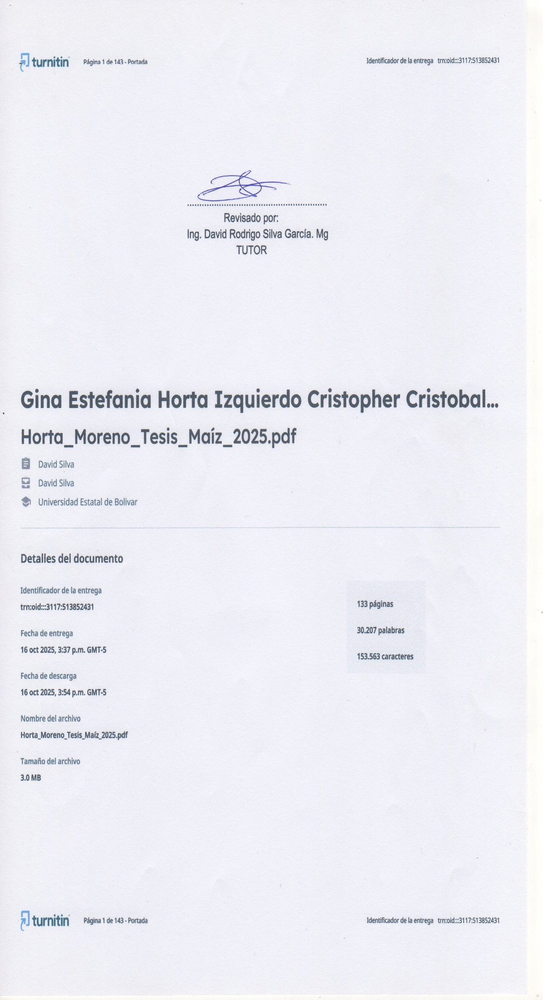 turnitin Página 1 de 143 - Portada Identificador de la entrega trn:oid:::3117:513852431
Revisado por:
Ing. David Rodrigo Silva García. Mg
TUTOR
Gina Estefania Horta Izquierdo Cristopher Cristobal...
Horta_Moreno_Tesis_Maíz_2025.pdf
David Silva
David Silva
Universidad Estatal de Bolivar
Detalles del documento
Identificador de la entrega
trn:oid:::3117:513852431
Fecha de entrega
16 oct 2025, 3:37 p.m. GMT-5
Fecha de descarga
16 oct 2025, 3:54 p.m. GMT-5
Nombre del archivo
Horta_Moreno_Tesis_Maíz_2025.pdf
Tamaño del archivo
3.0 MB
133 páginas
30.207 palabras
153.563 caracteres
turnitin Página 1 de 143 - Portada Identificador de la entrega trn:oid:::3117:513852431